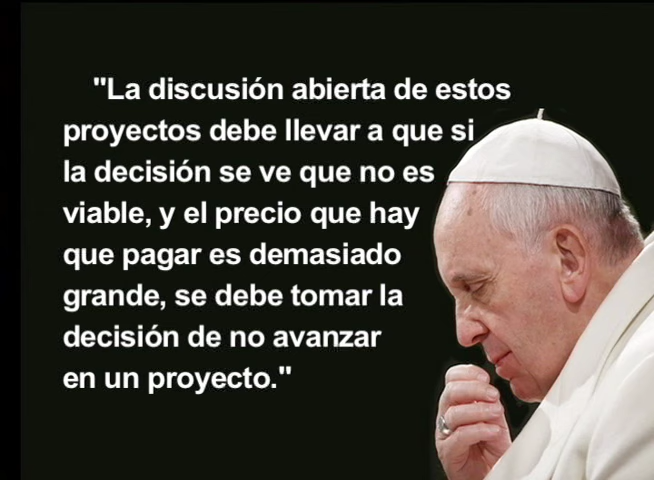 "La discusión abierta de estos
proyectos debe llevar a que si
la decisión se ve que no es
viable, y el precio que hay
que pagar es demasiado
grande, se debe tomar la
decisión de no avanzar
en un proyecto."